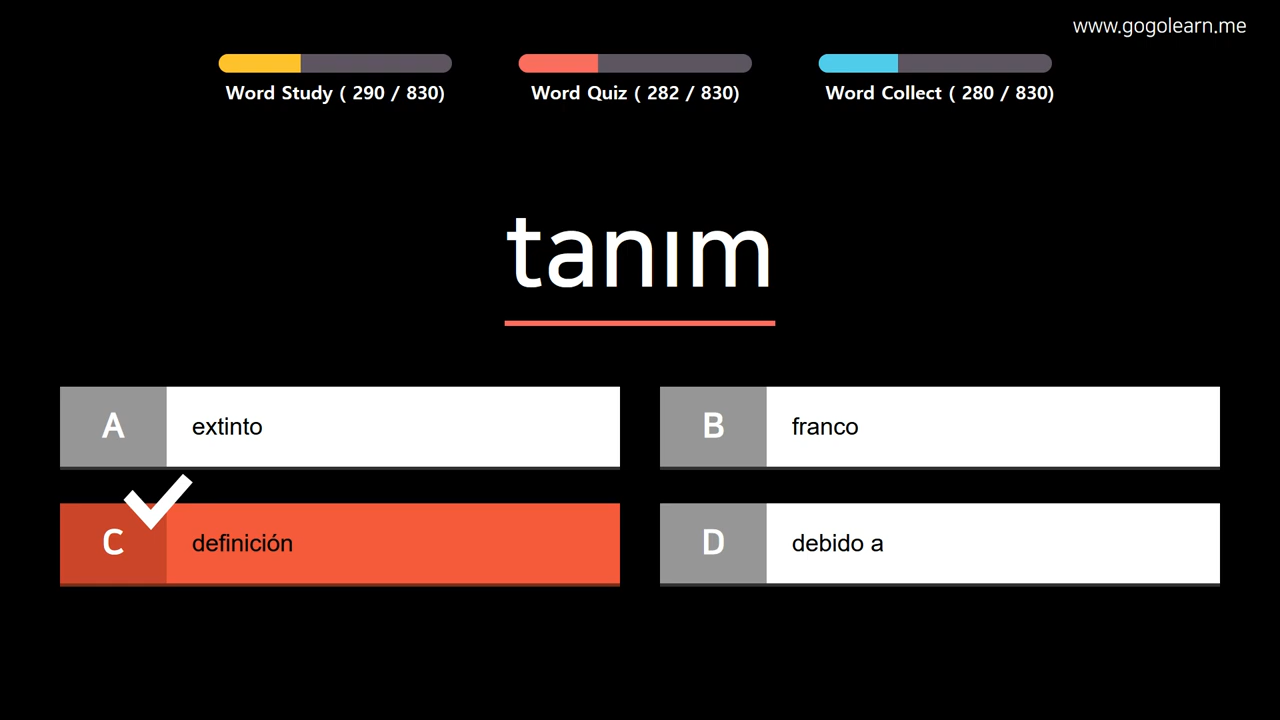 www.gogolearn.me
Word Study ( 290 / 830)
Word Quiz ( 282 / 830)
Word Collect ( 280 / 830)
tanım
A
extinto
B
franco
C
definición
D
debido a